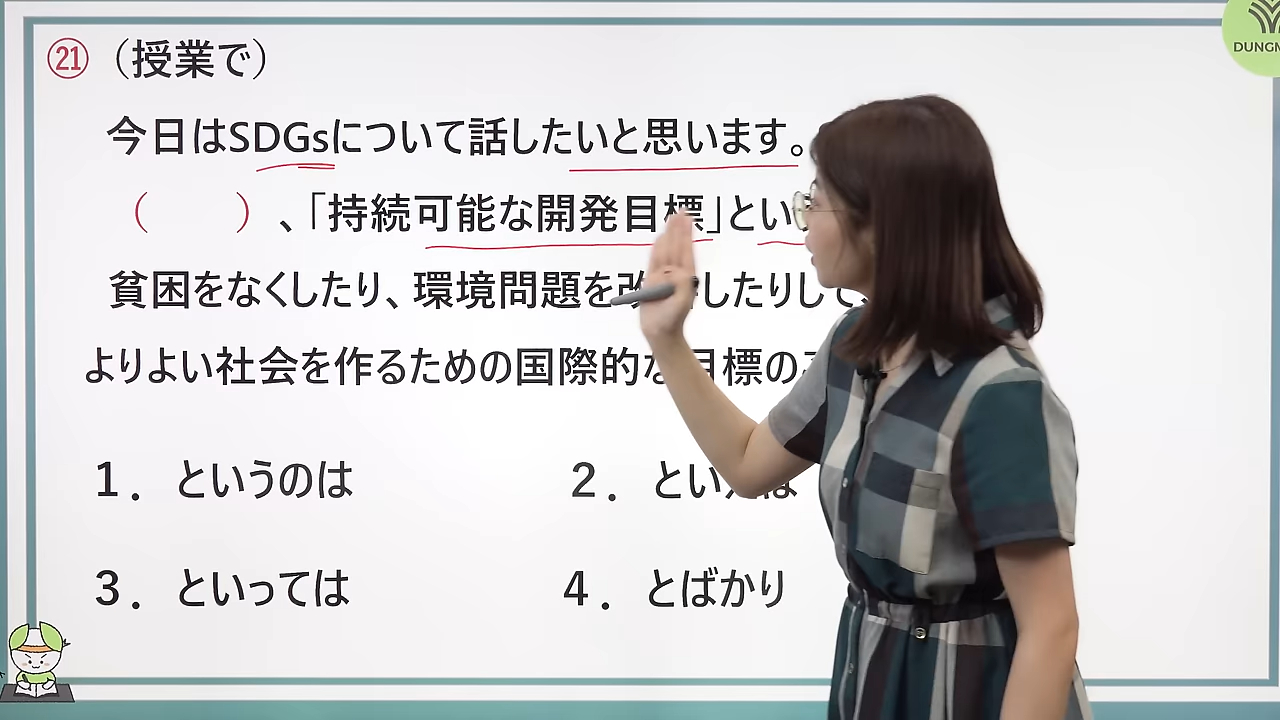 DUNGM
㉑（授業で）
今日はSDGsについて話したいと思います。
（　　）、「持続可能な開発目標」とい
貧困をなくしたり、環境問題を改善したりして、
よりよい社会を作るための国際的な目標の
1．というのは
2．といえば
3．といっては
4．とばかり